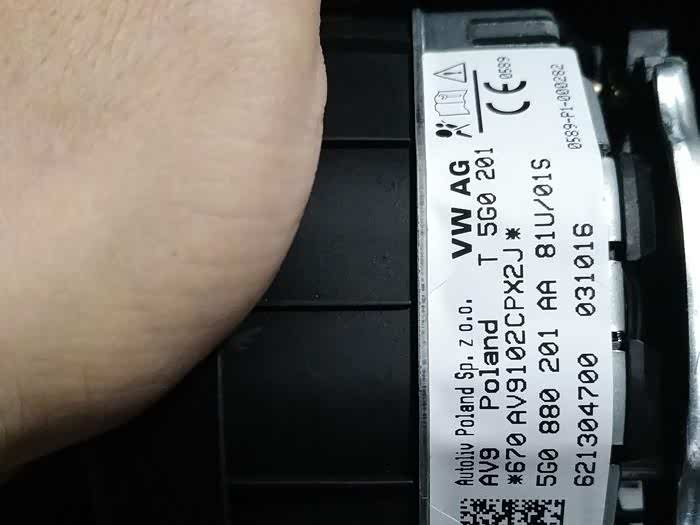 Autoliv Poland Sp. z o.o. VW AG
AV9 Poland T 5G0 201
*670 AV9102CPX2J*
5G0 880 201 AA 81U/01S
621304700 031016
CE 0589
0589-P1-000282